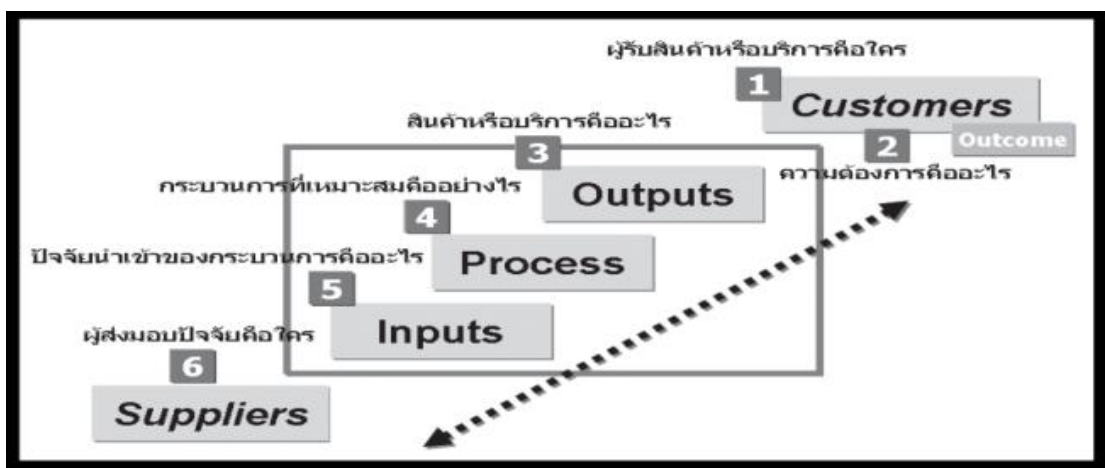 ผู้รับสินค้าหรือบริการคือใคร
1
Customers
Outcome
2
ความต้องการคืออะไร
สินค้าหรือบริการคืออะไร
3
Outputs
กระบวนการที่เหมาะสมคืออย่างไร
4
Process
ปัจจัยนำเข้าของกระบวนการคืออะไร
5
Inputs
ผู้ส่งมอบปัจจัยคือใคร
6
Suppliers